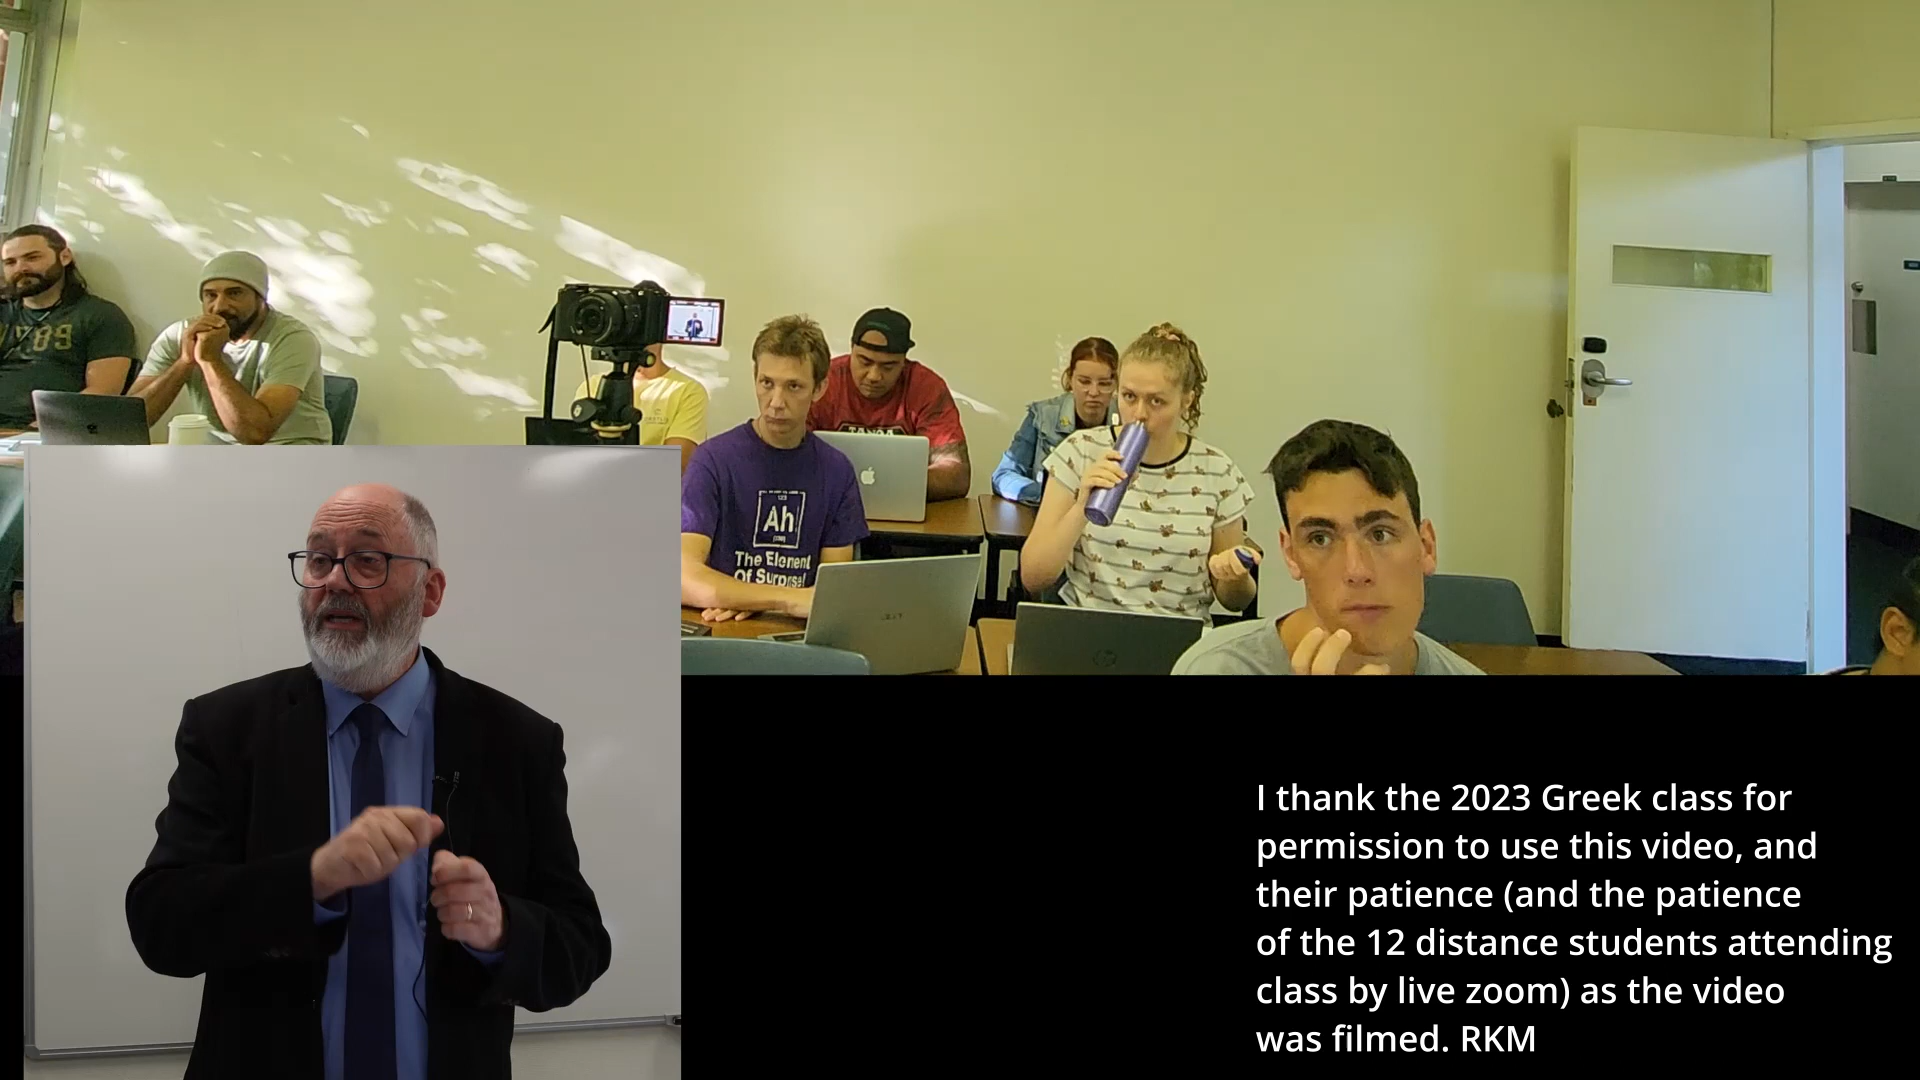 89
Ah
The Element
Of Surprise!
I thank the 2023 Greek class for
permission to use this video, and
their patience (and the patience
of the 12 distance students attending
class by live zoom) as the video
was filmed. RKM